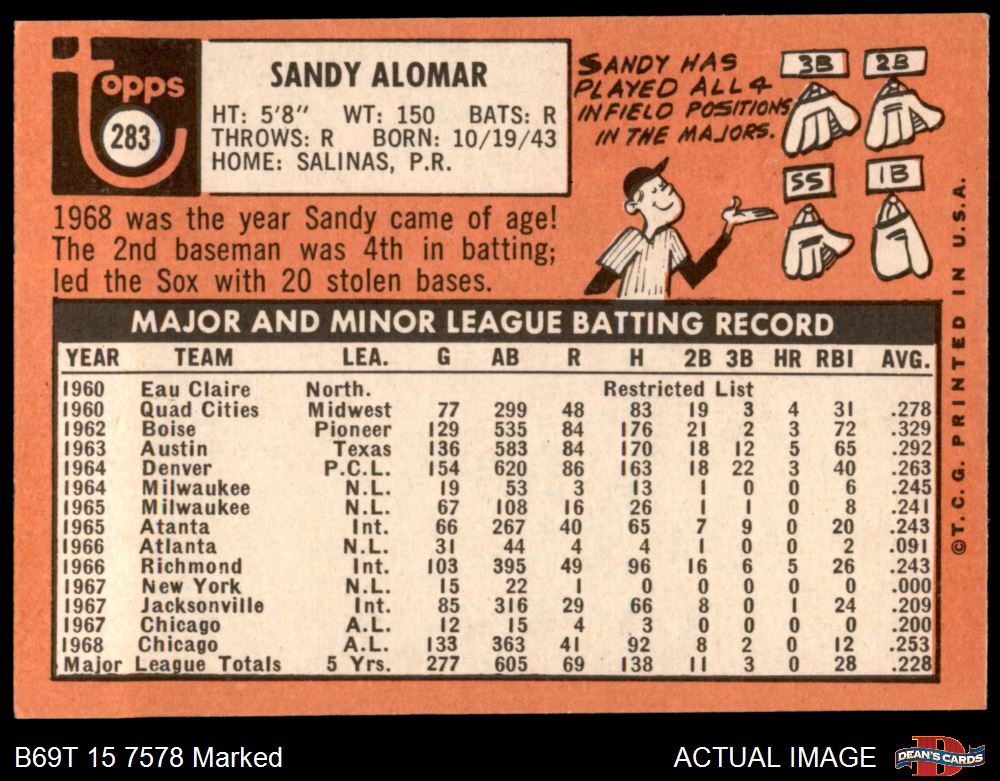 Topps
283
SANDY ALOMAR
HT: 5'8" WT: 150 BATS: R
THROWS: R BORN: 10/19/43
HOME: SALINAS, P.R.
SANDY HAS
PLAYED ALL 4
INFIELD POSITIONS
IN THE MAJORS.
3B 2B
SS 1B
1968 was the year Sandy came of age!
The 2nd baseman was 4th in batting;
led the Sox with 20 stolen bases.
MAJOR AND MINOR LEAGUE BATTING RECORD
YEAR TEAM LEA. G AB R H 2B 3B HR RBI AVG.
1960 Eau Claire North. Restricted List
1960 Quad Cities Midwest 77 299 48 83 19 3 4 31 .278
1962 Boise Pioneer 129 535 84 176 21 2 3 72 .329
1963 Austin Texas 136 583 84 170 18 12 5 65 .292
1964 Denver P.C.L. 154 620 86 163 18 22 3 40 .263
1964 Milwaukee N.L. 19 53 3 13 1 0 0 6 .245
1965 Milwaukee N.L. 67 108 16 26 1 1 0 8 .241
1965 Atanta Int. 66 267 40 65 7 9 0 20 .243
1966 Atlanta N.L. 31 44 4 4 1 0 0 2 .091
1966 Richmond Int. 103 395 49 96 16 6 5 26 .243
1967 New York N.L. 15 22 1 0 0 0 0 0 .000
1967 Jacksonville Int. 85 316 29 66 8 0 1 24 .209
1967 Chicago A.L. 12 15 4 3 0 0 0 0 .200
1968 Chicago A.L. 133 363 41 92 8 2 0 12 .253
Major League Totals 5 Yrs. 277 605 69 138 11 3 0 28 .228
©T.C.G. PRINTED IN U.S.A.
B69T 15 7578 Marked
ACTUAL IMAGE
DEAN'S CARDS